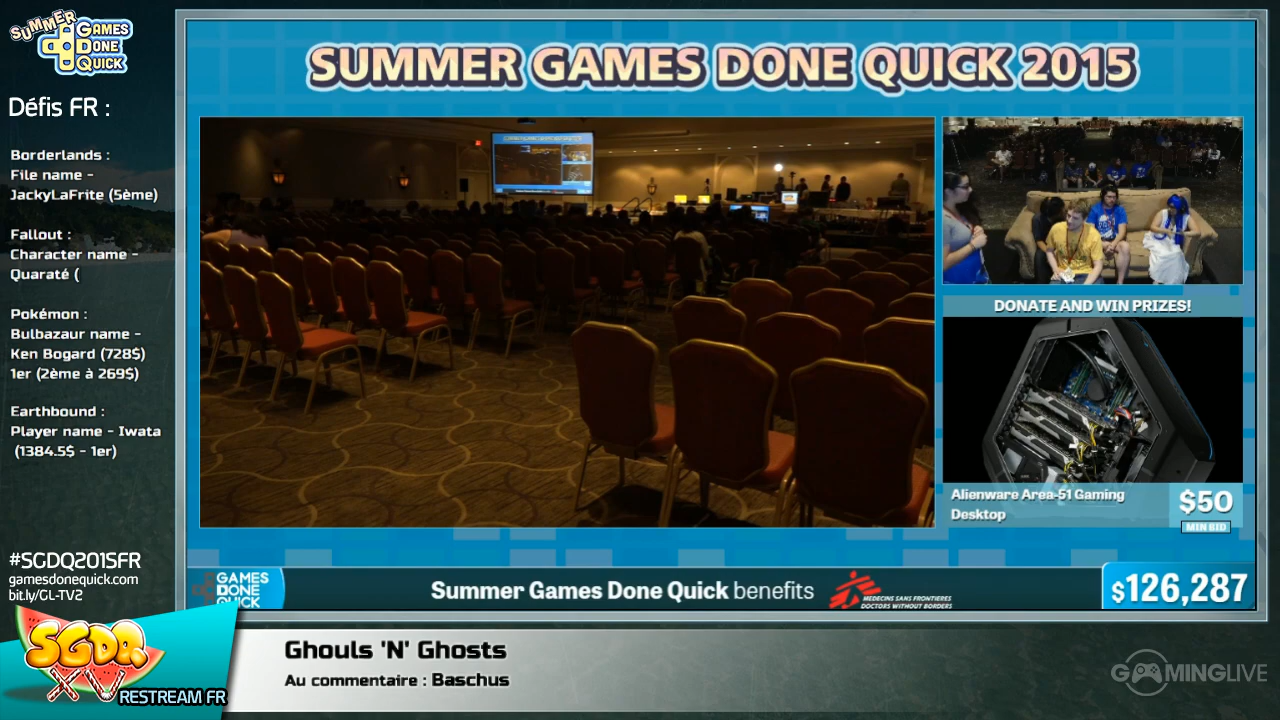 SUMMER
GAMES
DONE
QUICK
Défis FR :
Borderlands :
File name -
JackyLaFrite (5ème)
Fallout :
Character name -
Quaraté (
Pokémon :
Bulbazaur name -
Ken Bogard (728$)
1er (2ème à 269$)
Earthbound :
Player name - Iwata
(1384.5$ - 1er)
#SGDQ2015FR
gamesdonequick.com
bit.ly/GL-TV2
SGDQ
XV
RESTREAM FR
SUMMER GAMES DONE QUICK 2015
DONATE AND WIN PRIZES!
Alienware Area-51 Gaming
Desktop
$50
MIN BID
GAMES
DONE
QUICK
Summer Games Done Quick benefits
MEDECINS SANS FRONTIERES
DOCTORS WITHOUT BORDERS
$126,287
Ghouls 'N' Ghosts
Au commentaire : Baschus
GAMINGLIVE